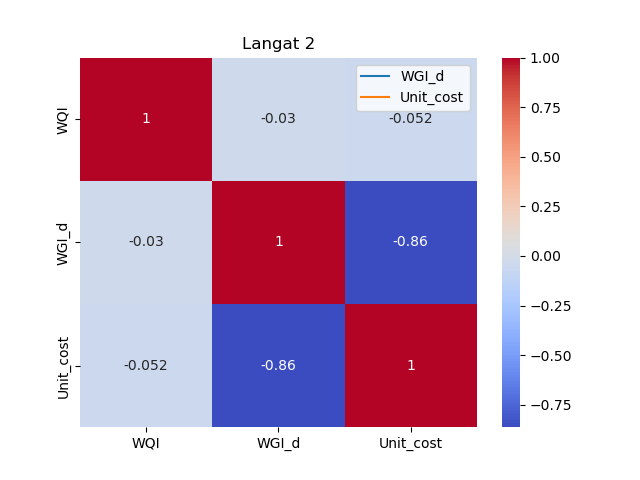 Langat 2
WGI_d
Unit_cost
WQI
1
-0.03
-0.052
WGI_d
-0.03
1
-0.86
Unit_cost
-0.052
-0.86
1
WQI
WGI_d
Unit_cost
1.00
0.75
0.50
0.25
0.00
−0.25
−0.50
−0.75